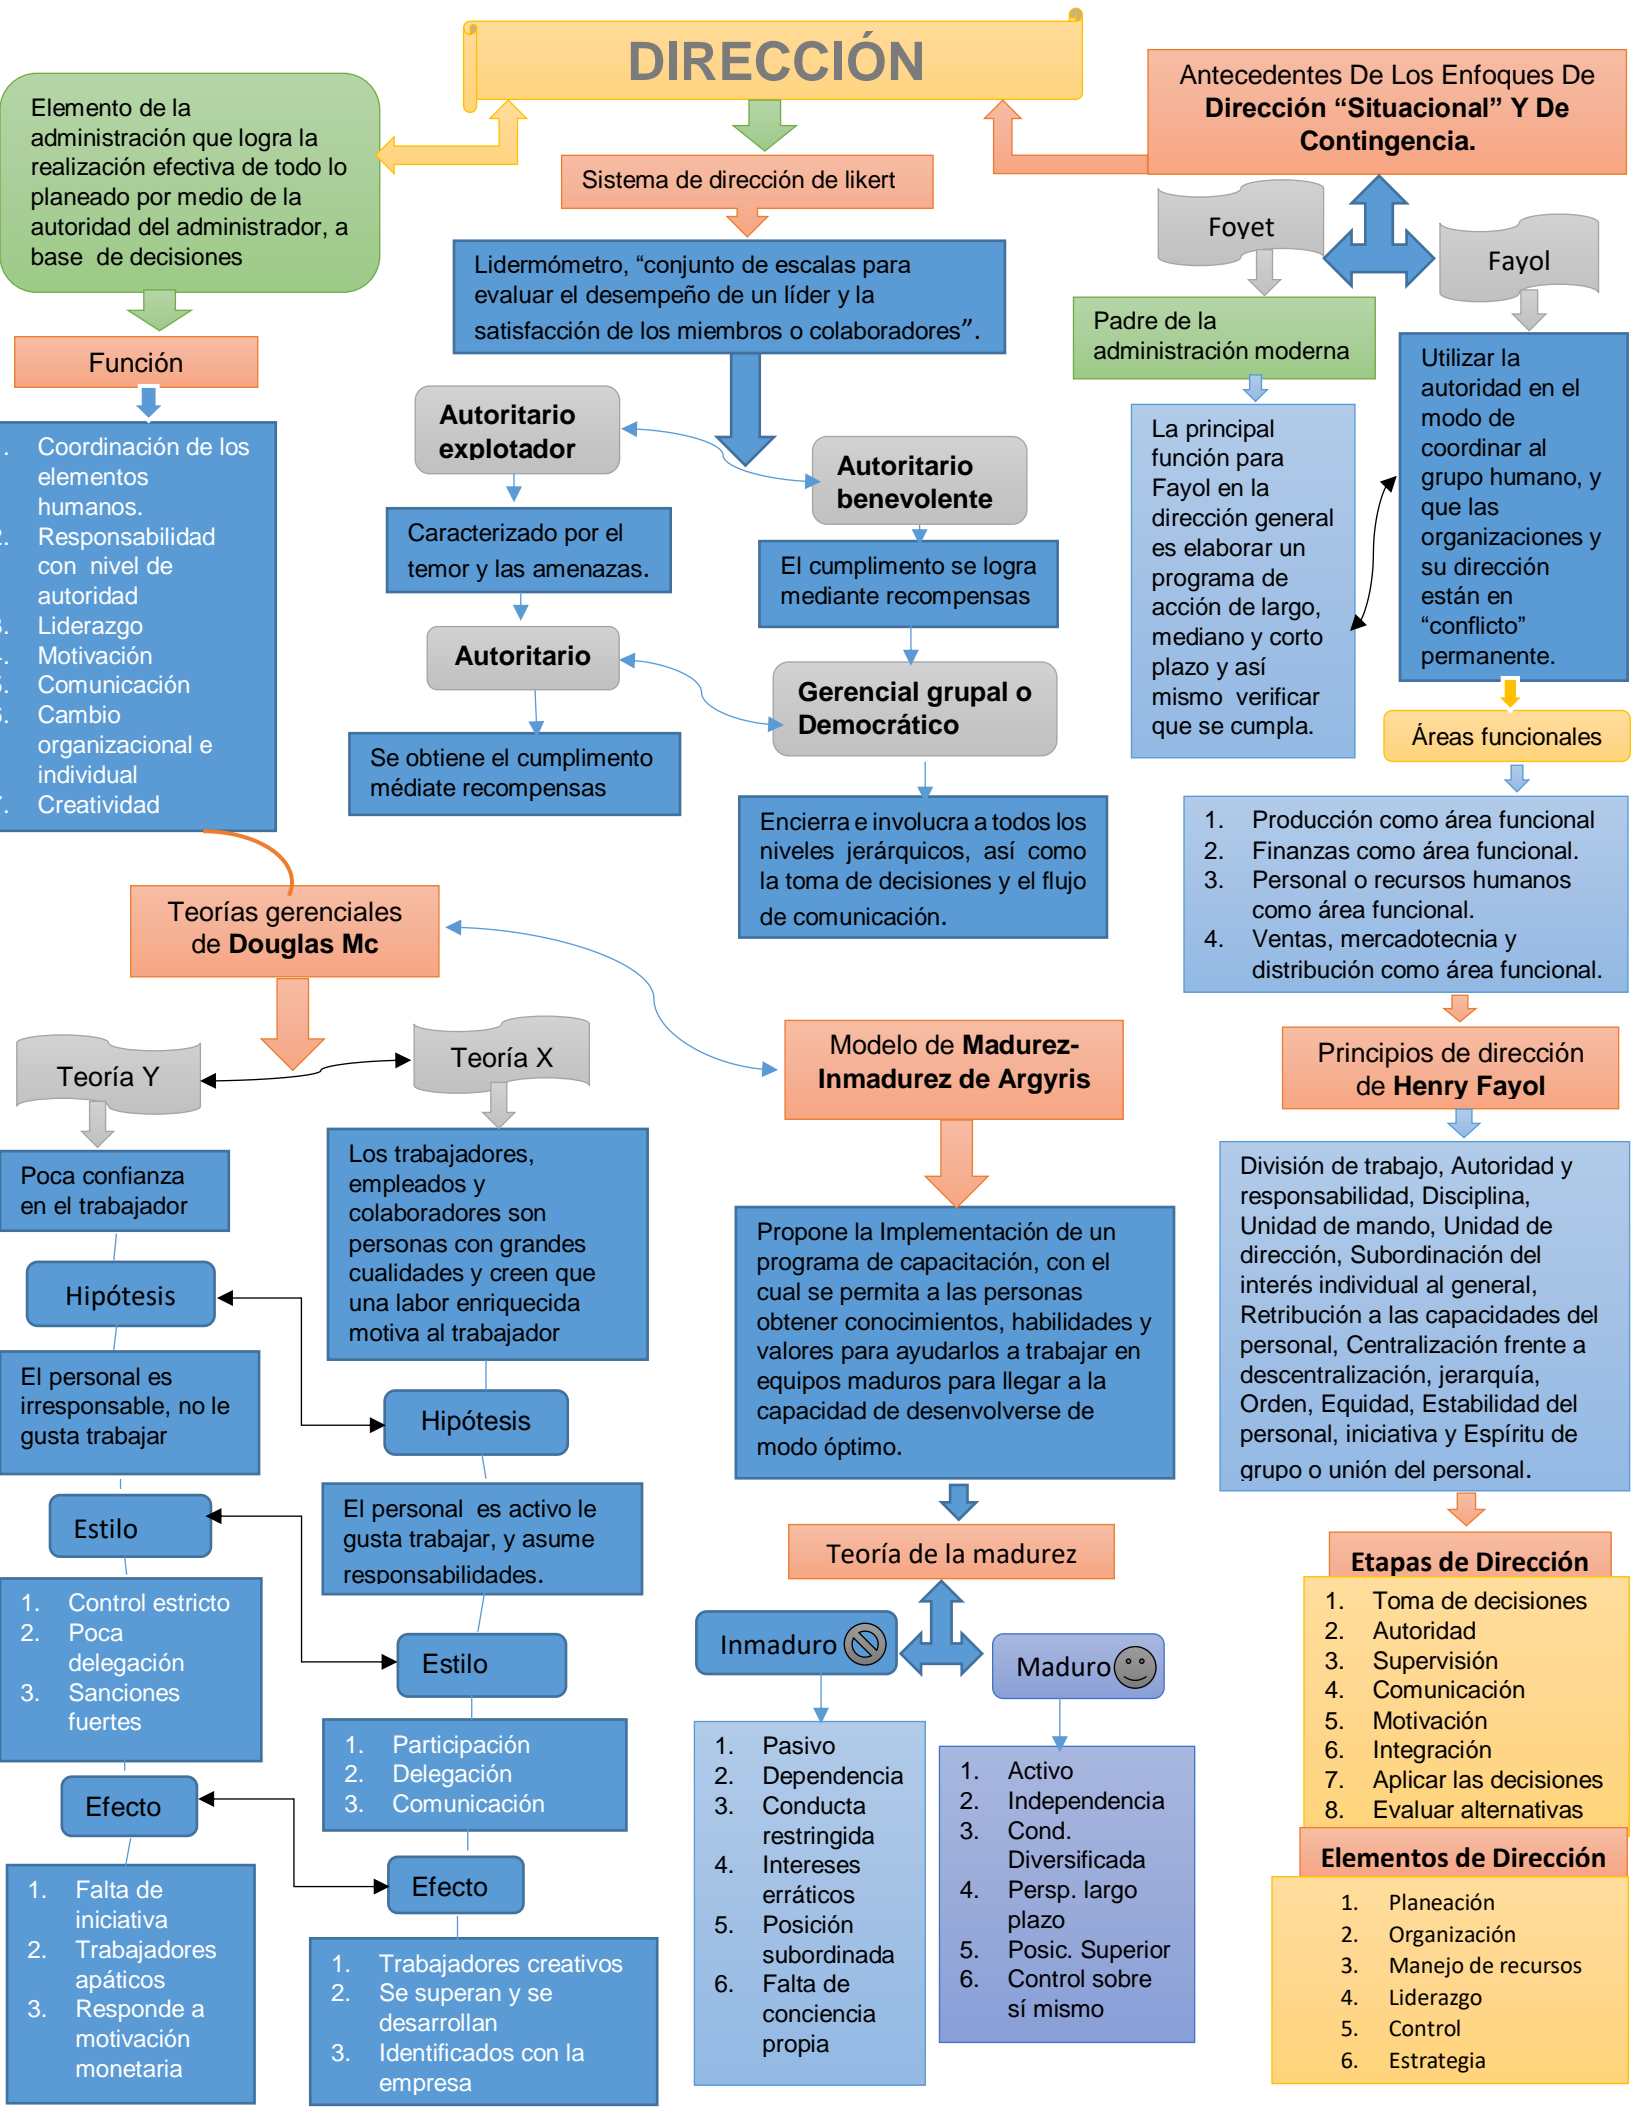 DIRECCIÓN
Elemento de la
administración que logra la
realización efectiva de todo lo
planeado por medio de la
autoridad del administrador, a
base de decisiones
Función
.	Coordinación de los
elementos
humanos.
.	Responsabilidad
con nivel de
autoridad
.	Liderazgo
.	Motivación
.	Comunicación
.	Cambio
organizacional e
individual
.	Creatividad
Sistema de dirección de likert
Lidermómetro, “conjunto de escalas para
evaluar el desempeño de un líder y la
satisfacción de los miembros o colaboradores”.
Autoritario
explotador
Caracterizado por el
temor y las amenazas.
Autoritario
benevolente
El cumplimento se logra
mediante recompensas
Autoritario
Se obtiene el cumplimento
médiate recompensas
Gerencial grupal o
Democrático
Encierra e involucra a todos los
niveles jerárquicos, así como
la toma de decisiones y el flujo
de comunicación.
Antecedentes De Los Enfoques De
Dirección “Situacional” Y De
Contingencia.
Foyet
Padre de la
administración moderna
La principal
función para
Fayol en la
dirección general
es elaborar un
programa de
acción de largo,
mediano y corto
plazo y así
mismo verificar
que se cumpla.
Fayol
Utilizar la
autoridad en el
modo de
coordinar al
grupo humano, y
que las
organizaciones y
su dirección
están en
“conflicto”
permanente.
Áreas funcionales
1. Producción como área funcional
2. Finanzas como área funcional.
3. Personal o recursos humanos
como área funcional.
4. Ventas, mercadotecnia y
distribución como área funcional.
Principios de dirección
de Henry Fayol
División de trabajo, Autoridad y
responsabilidad, Disciplina,
Unidad de mando, Unidad de
dirección, Subordinación del
interés individual al general,
Retribución a las capacidades del
personal, Centralización frente a
descentralización, jerarquía,
Orden, Equidad, Estabilidad del
personal, iniciativa y Espíritu de
grupo o unión del personal.
Etapas de Dirección
1. Toma de decisiones
2. Autoridad
3. Supervisión
4. Comunicación
5. Motivación
6. Integración
7. Aplicar las decisiones
8. Evaluar alternativas
Elementos de Dirección
1. Planeación
2. Organización
3. Manejo de recursos
4. Liderazgo
5. Control
6. Estrategia
Teorías gerenciales
de Douglas Mc
Teoría Y
Poca confianza
en el trabajador
Hipótesis
El personal es
irresponsable, no le
gusta trabajar
Estilo
1. Control estricto
2. Poca
delegación
3. Sanciones
fuertes
Efecto
1. Falta de
iniciativa
2. Trabajadores
apáticos
3. Responde a
motivación
monetaria
Teoría X
Los trabajadores,
empleados y
colaboradores son
personas con grandes
cualidades y creen que
una labor enriquecida
motiva al trabajador
Hipótesis
El personal es activo le
gusta trabajar, y asume
responsabilidades.
Estilo
1. Participación
2. Delegación
3. Comunicación
Efecto
1. Trabajadores creativos
2. Se superan y se
desarrollan
3. Identificados con la
empresa
Modelo de Madurez-
Inmadurez de Argyris
Propone la Implementación de un
programa de capacitación, con el
cual se permita a las personas
obtener conocimientos, habilidades y
valores para ayudarlos a trabajar en
equipos maduros para llegar a la
capacidad de desenvolverse de
modo óptimo.
Teoría de la madurez
Inmaduro
1. Pasivo
2. Dependencia
3. Conducta
restringida
4. Intereses
erráticos
5. Posición
subordinada
6. Falta de
conciencia
propia
Maduro
1. Activo
2. Independencia
3. Cond.
Diversificada
4. Persp. largo
plazo
5. Posic. Superior
6. Control sobre
sí mismo